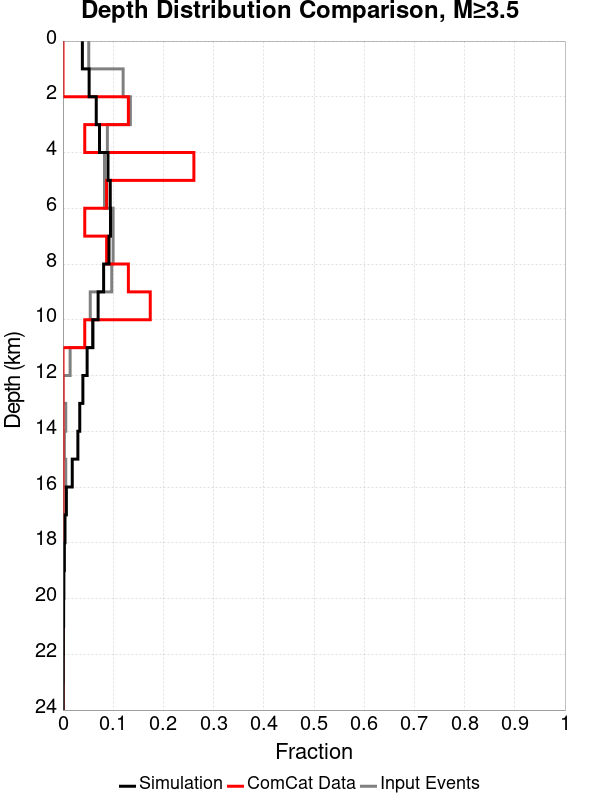 Depth Distribution Comparison, M≥3.5
0
2
4
6
8
10
12
14
16
18
20
22
24
Depth (km)
0 0.1 0.2 0.3 0.4 0.5 0.6 0.7 0.8 0.9 1
Fraction
Simulation ComCat Data Input Events